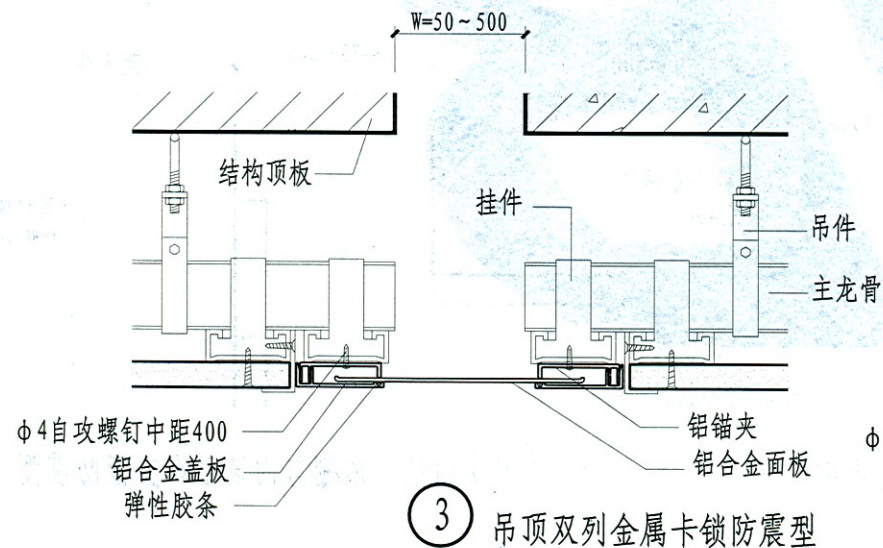 W=50～500
结构顶板
挂件
吊件
主龙骨
φ4自攻螺钉中距400
铝锚夹
φ
铝合金盖板
铝合金面板
弹性胶条
3 吊顶双列金属卡锁防震型